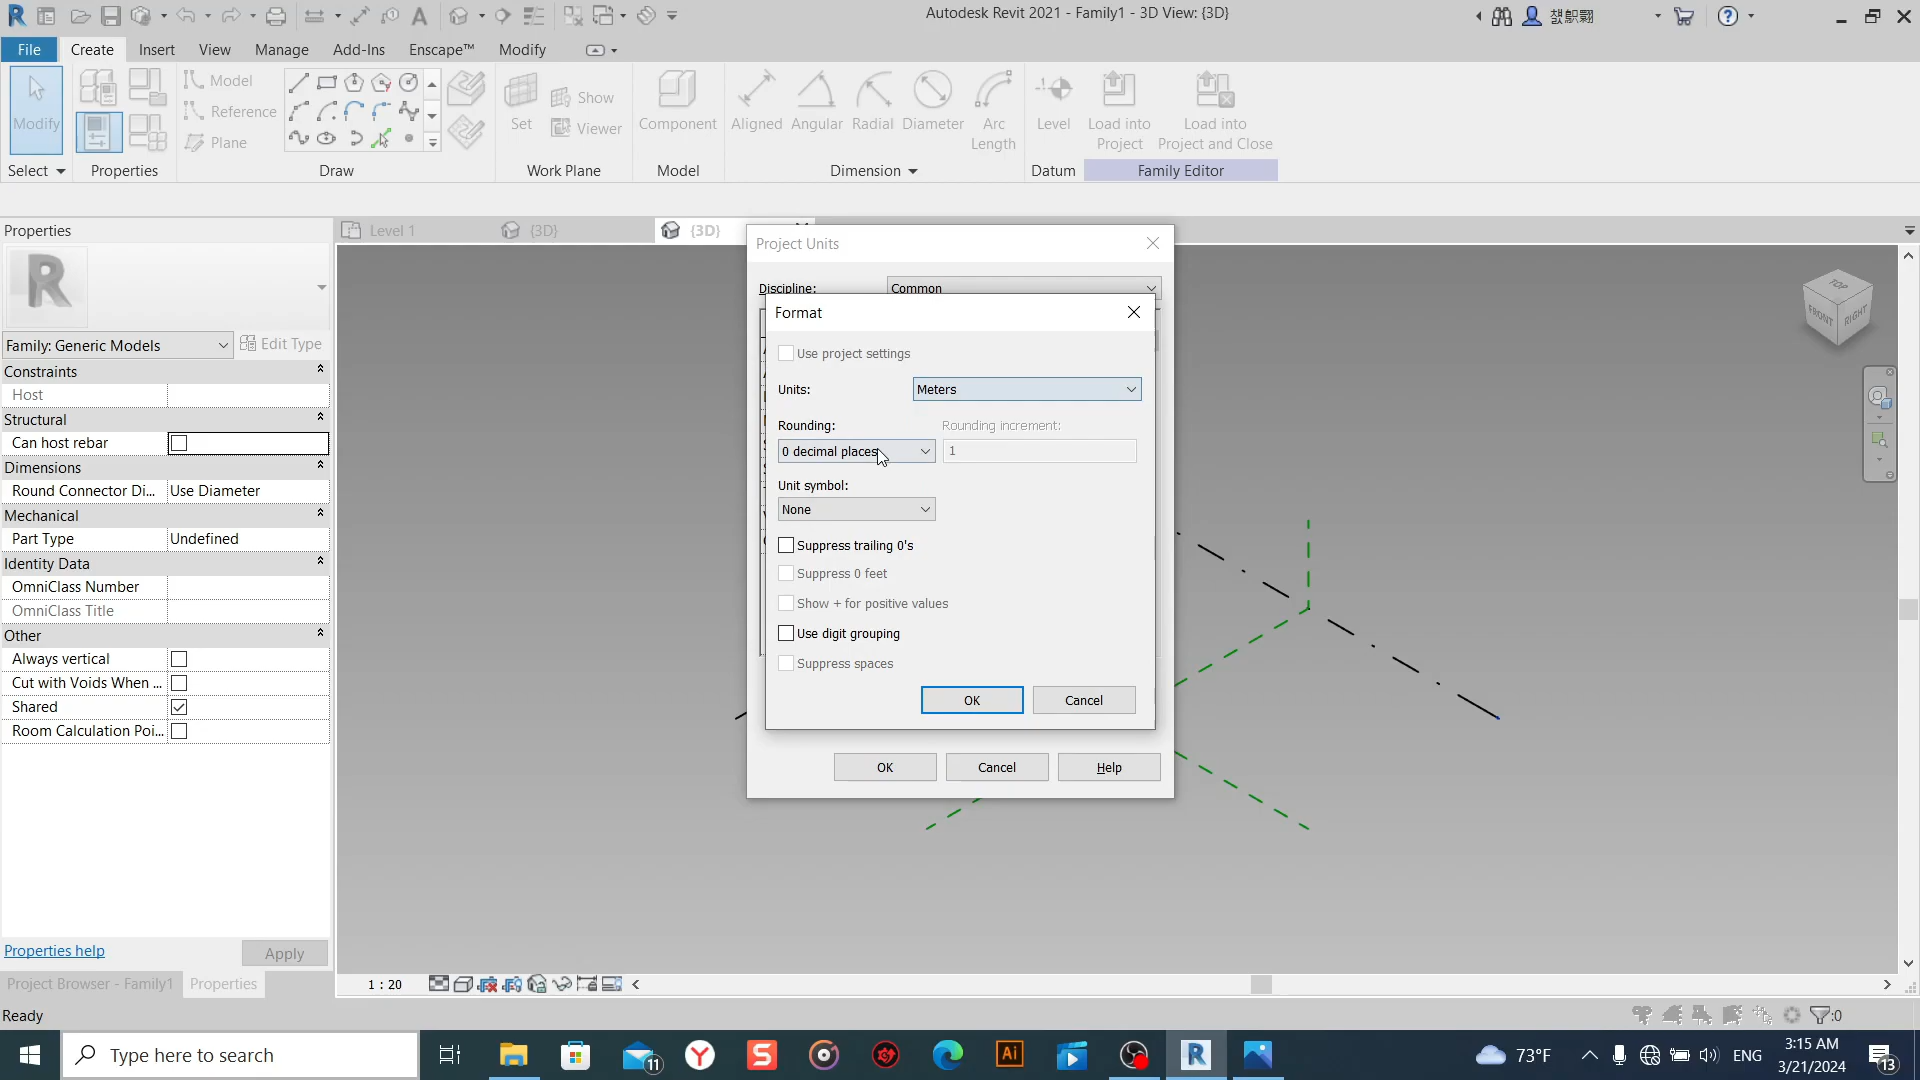 Autodesk Revit 2021 - Family1 - 3D View: {3D}
File Create Insert View Manage Add-Ins Enscape™ Modify
Modify
Model
Reference
Plane
Set
Show
Viewer
Component
Aligned
Angular
Radial
Diameter
Arc
Length
Level
Load into
Project
Load into
Project and Close
Select Properties Draw Work Plane Model Dimension Datum Family Editor
Properties
Level 1
{3D}
{3D}
R
Family: Generic Models
Edit Type
Constraints
Host
Structural
Can host rebar
Dimensions
Round Connector Di... Use Diameter
Mechanical
Part Type Undefined
Identity Data
OmniClass Number
OmniClass Title
Other
Always vertical
Cut with Voids When ...
Shared
Room Calculation Poi...
Properties help
Apply
Project Browser - Family1
Properties
Project Units
Discipline: Common
Format
Use project settings
Units: Meters
Rounding: Rounding increment:
0 decimal places 1
Unit symbol:
None
Suppress trailing 0's
Suppress 0 feet
Show + for positive values
Use digit grouping
Suppress spaces
OK Cancel
OK Cancel Help
TOP
FRONT
RIGHT
1 : 20
Ready
:0
Type here to search
11
Ai
73°F
ENG
3:15 AM
3/21/2024
13